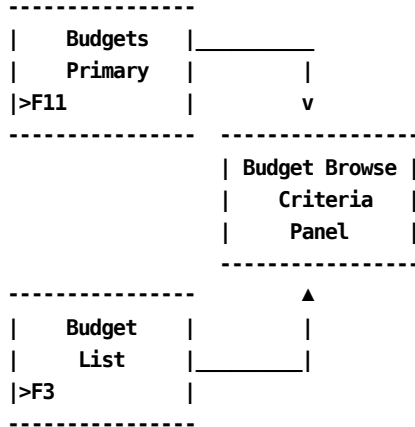 Budgets
Primary
>F11
v
Budget Browse
Criteria
Panel
Budget
List
>F3